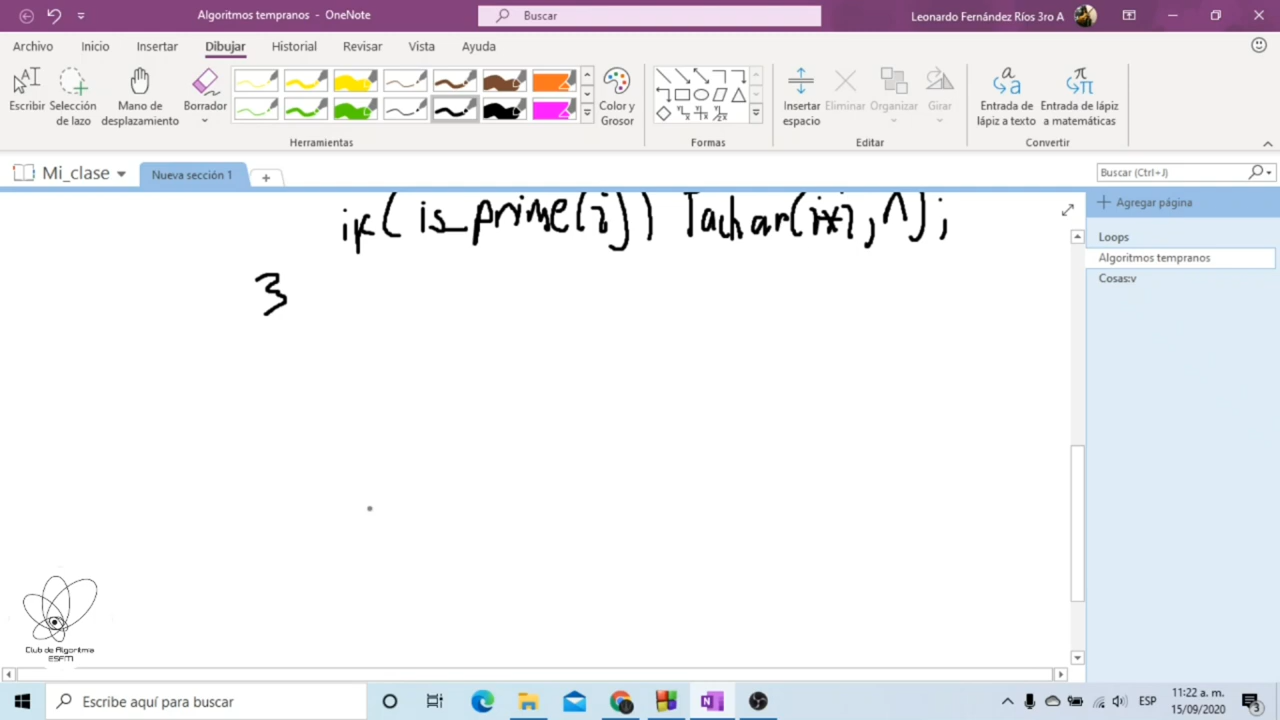 Algoritmos tempranos - OneNote
Buscar
Leonardo Fernández Ríos 3ro A
Archivo Inicio Insertar Dibujar Historial Revisar Vista Ayuda
Escribir Selección de lazo Mano de desplazamiento Borrador Color y Grosor Insertar espacio Eliminar Organizar Girar Entrada de lápiz a texto Entrada de lápiz a matemáticas
Herramientas Formas Editar Convertir
Mi_clase Nueva sección 1 Buscar (Ctrl+J)
Agregar página
Loops
Algoritmos tempranos
Cosas:v
if( is_prime(i)) Tachar(i*i, n);
}
Club de Algoritmia
ESFM
Escribe aquí para buscar
ESP
11:22 a. m.
15/09/2020
3